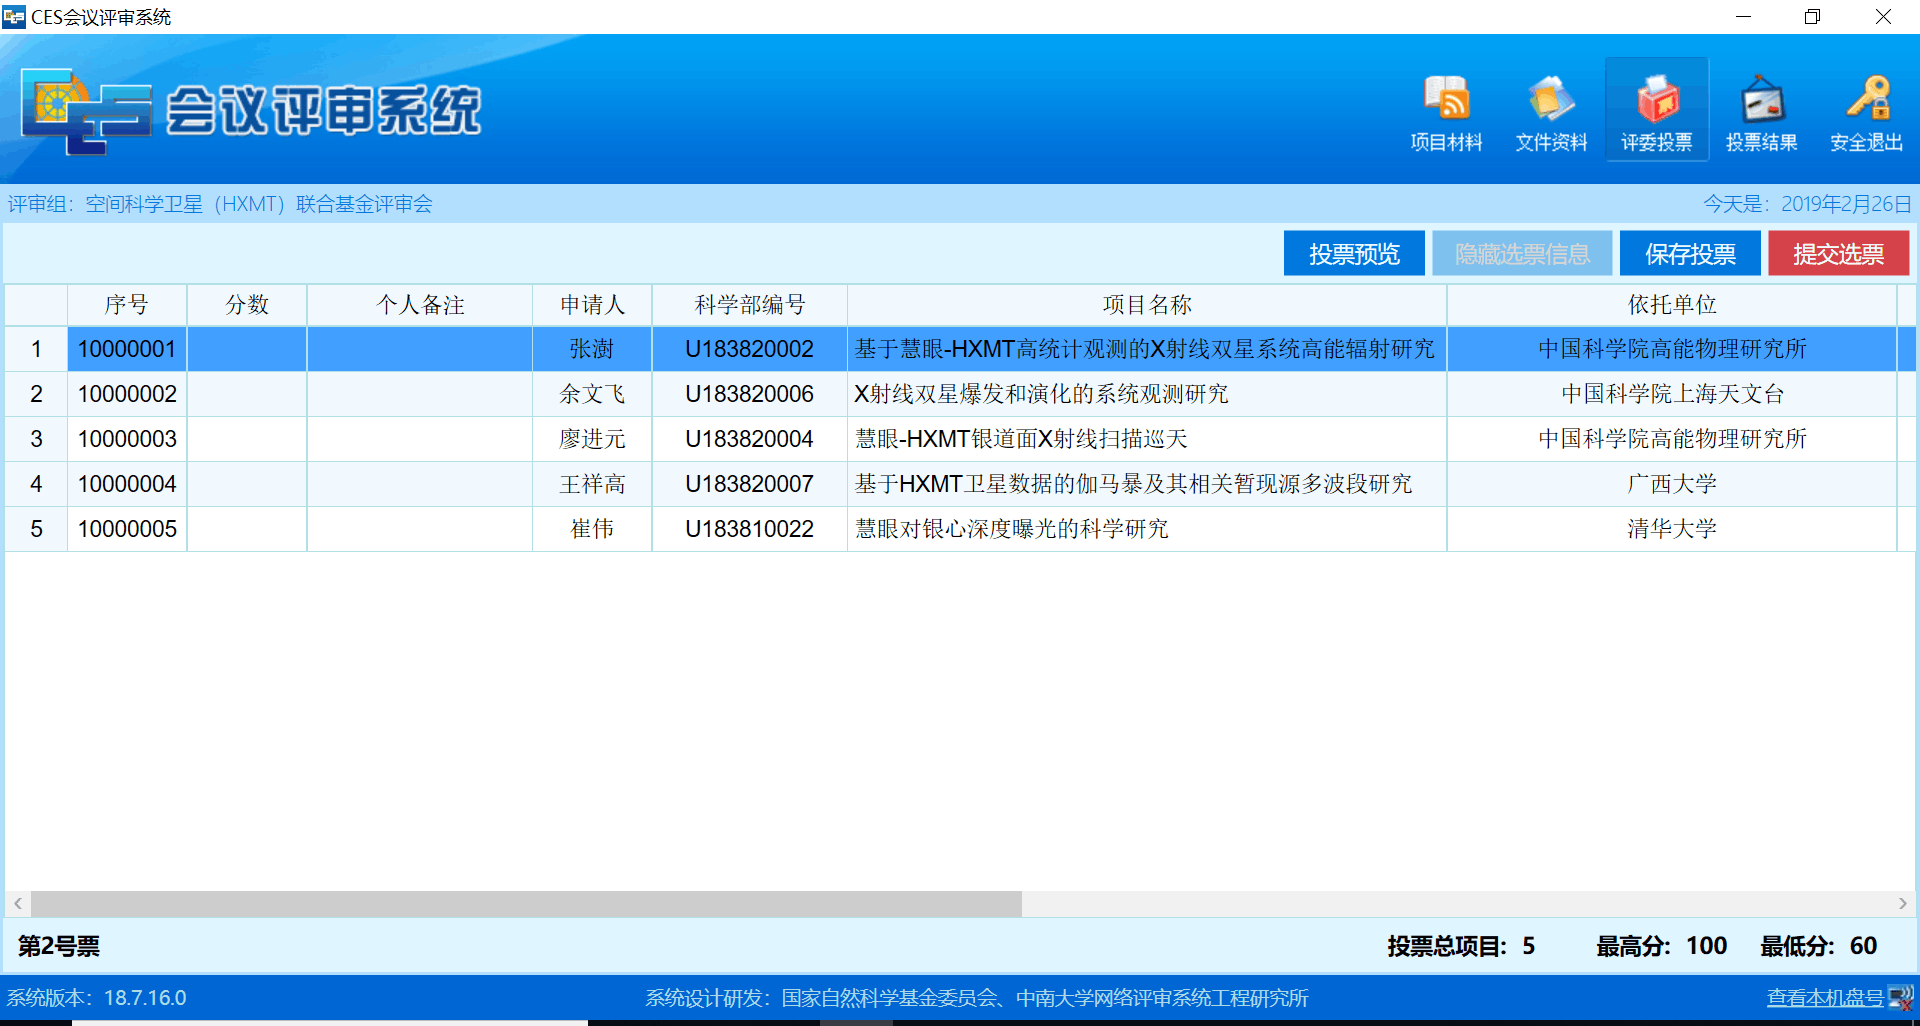 CES会议评审系统
会议评审系统
项目材料 文件资料 评委投票 投票结果 安全退出
评审组：空间科学卫星（HXMT）联合基金评审会 今天是：2019年2月26日
投票预览 隐藏选票信息 保存投票 提交选票
序号 分数 个人备注 申请人 科学部编号 项目名称 依托单位
1 10000001 张澍 U183820002 基于慧眼-HXMT高统计观测的X射线双星系统高能辐射研究 中国科学院高能物理研究所
2 10000002 余文飞 U183820006 X射线双星爆发和演化的系统观测研究 中国科学院上海天文台
3 10000003 廖进元 U183820004 慧眼-HXMT银道面X射线扫描巡天 中国科学院高能物理研究所
4 10000004 王祥高 U183820007 基于HXMT卫星数据的伽马暴及其相关暂现源多波段研究 广西大学
5 10000005 崔伟 U183810022 慧眼对银心深度曝光的科学研究 清华大学
第2号票 投票总项目: 5 最高分: 100 最低分: 60
系统版本：18.7.16.0 系统设计研发：国家自然科学基金委员会、中南大学网络评审系统工程研究所 查看本机盘号